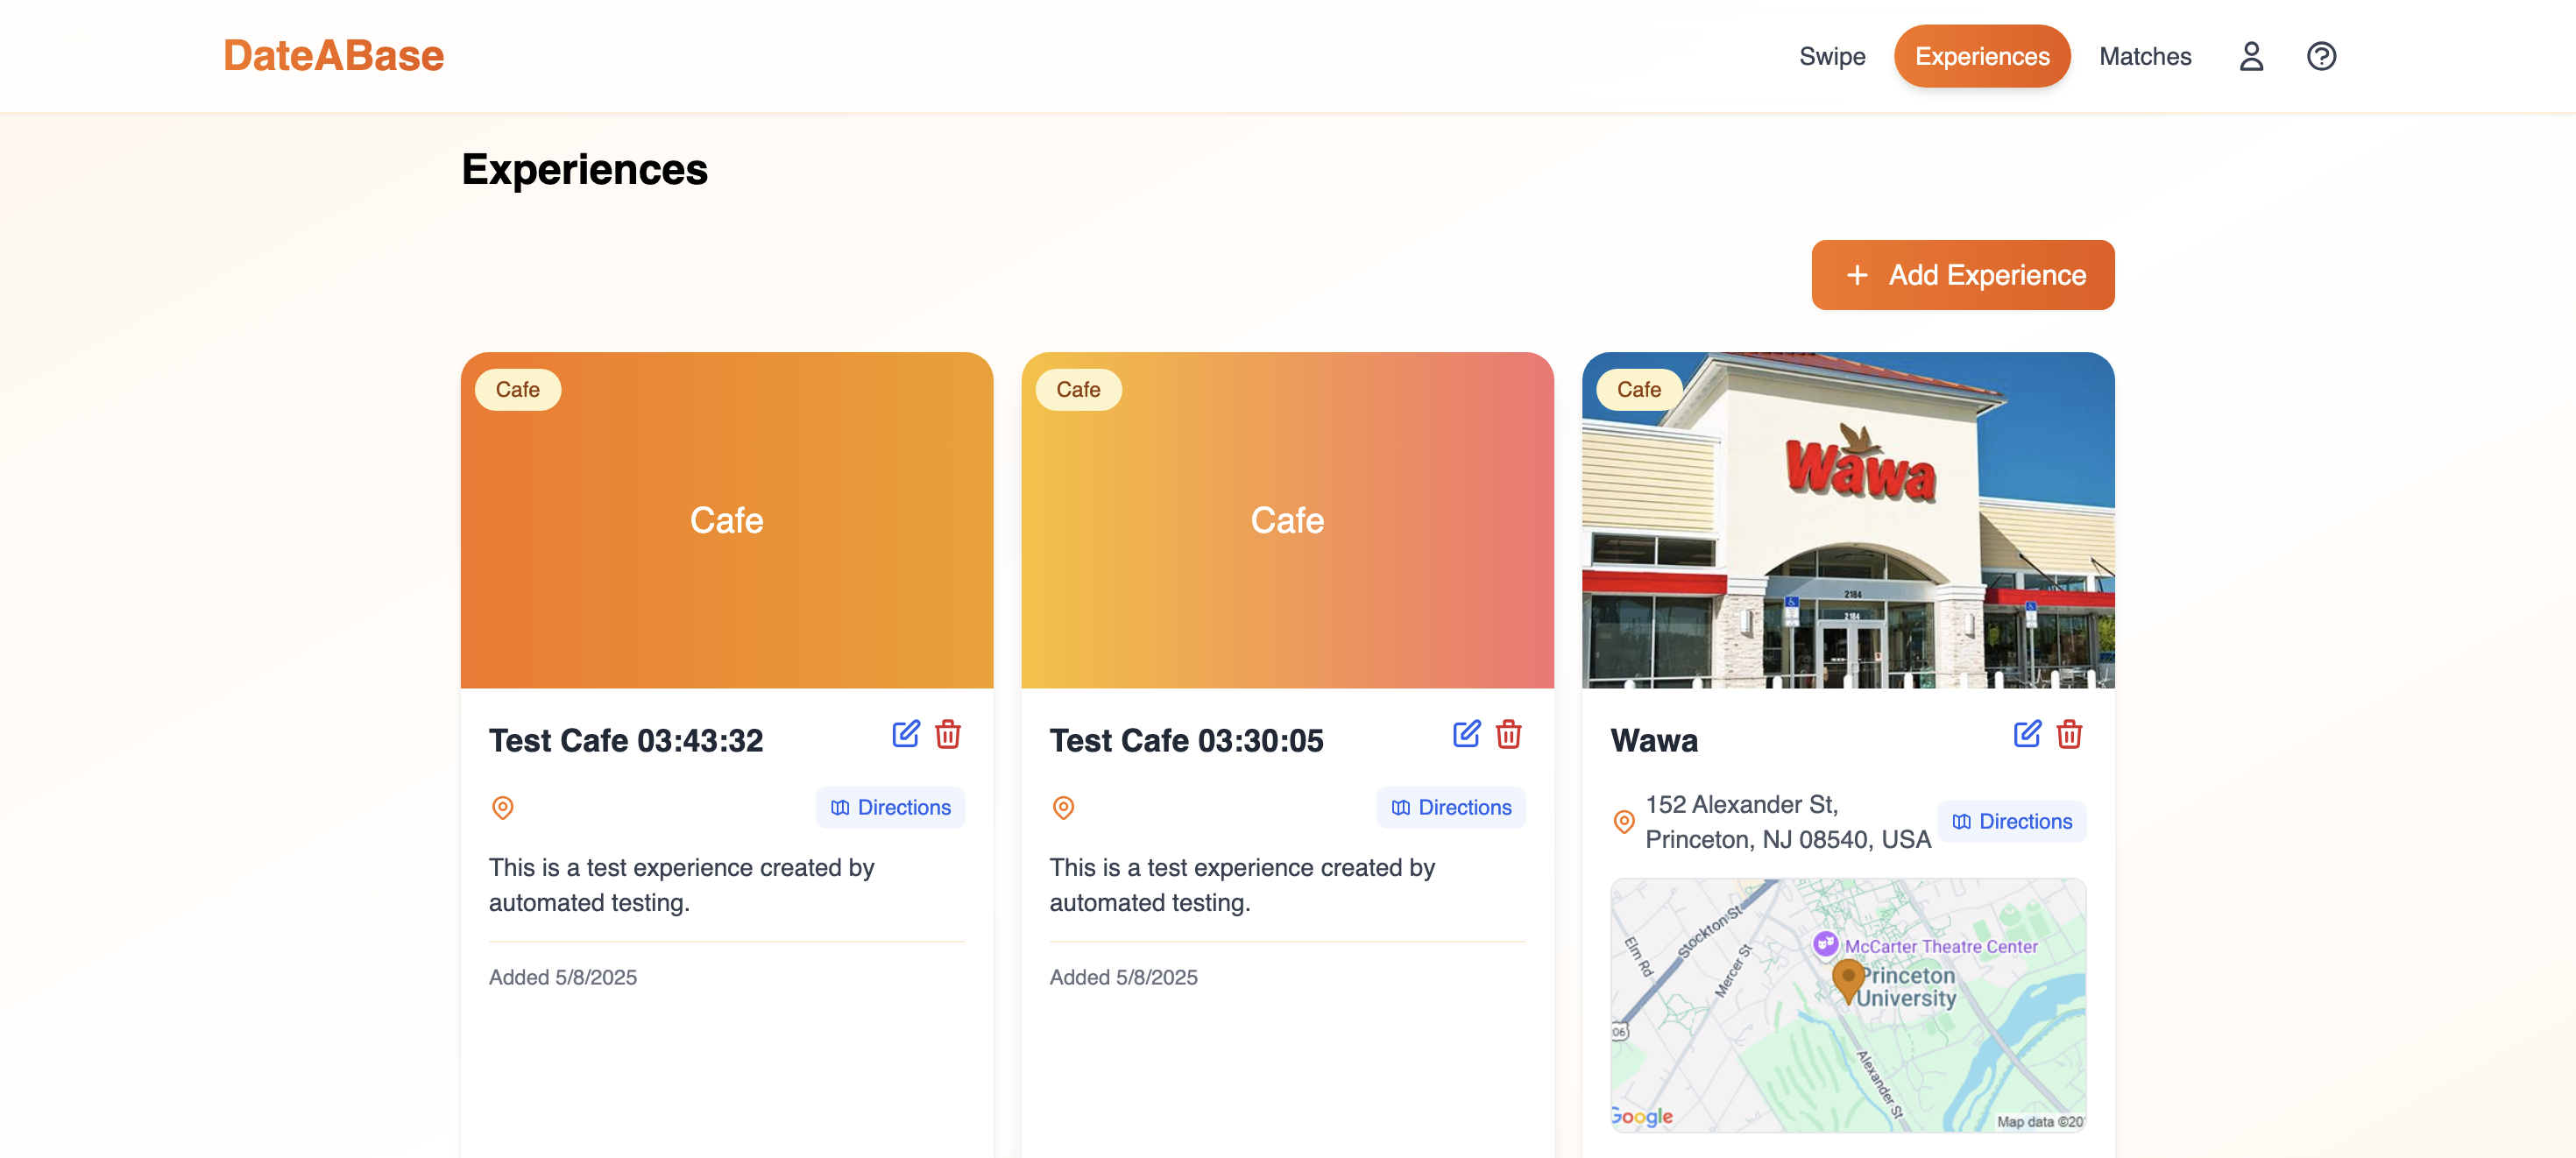 DateABase
Swipe
Experiences
Matches
Experiences
+ Add Experience
Cafe
Cafe
Test Cafe 03:43:32
Directions
This is a test experience created by
automated testing.
Added 5/8/2025
Cafe
Cafe
Test Cafe 03:30:05
Directions
This is a test experience created by
automated testing.
Added 5/8/2025
Cafe
Wawa
2184
2184
Wawa
152 Alexander St,
Princeton, NJ 08540, USA
Directions
Elm Rd
Stockton St
Mercer St
McCarter Theatre Center
Princeton
University
06
Alexander St
Google
Map data ©20